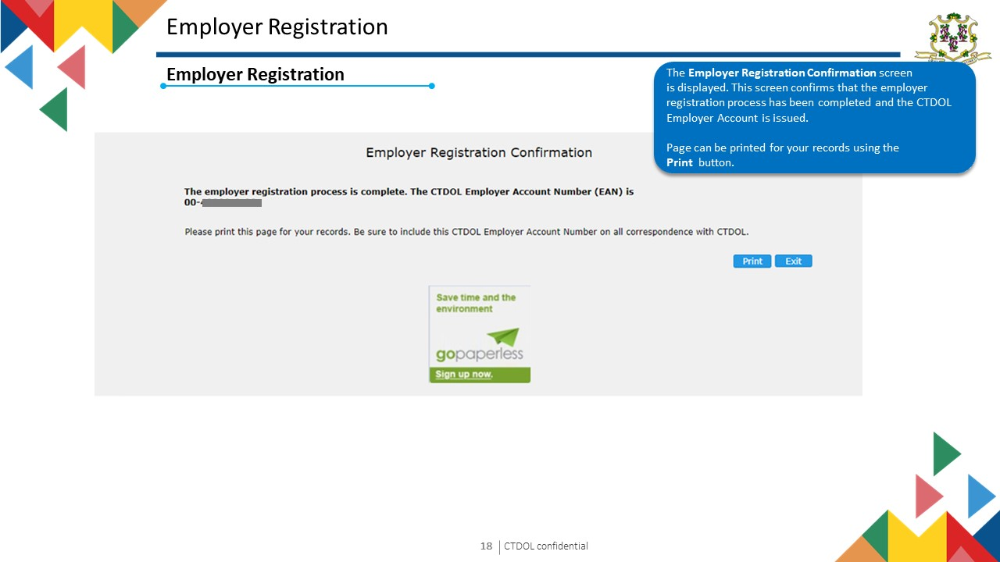 Employer Registration
Employer Registration
The Employer Registration Confirmation screen
is displayed. This screen confirms that the employer
registration process has been completed and the CTDOL
Employer Account is issued.
Page can be printed for your records using the
Print button.
Employer Registration Confirmation
The employer registration process is complete. The CTDOL Employer Account Number (EAN) is
00-
Please print this page for your records. Be sure to include this CTDOL Employer Account Number on all correspondence with CTDOL.
Print Exit
Save time and the
environment
gopaperless
Sign up now.
18 CTDOL confidential